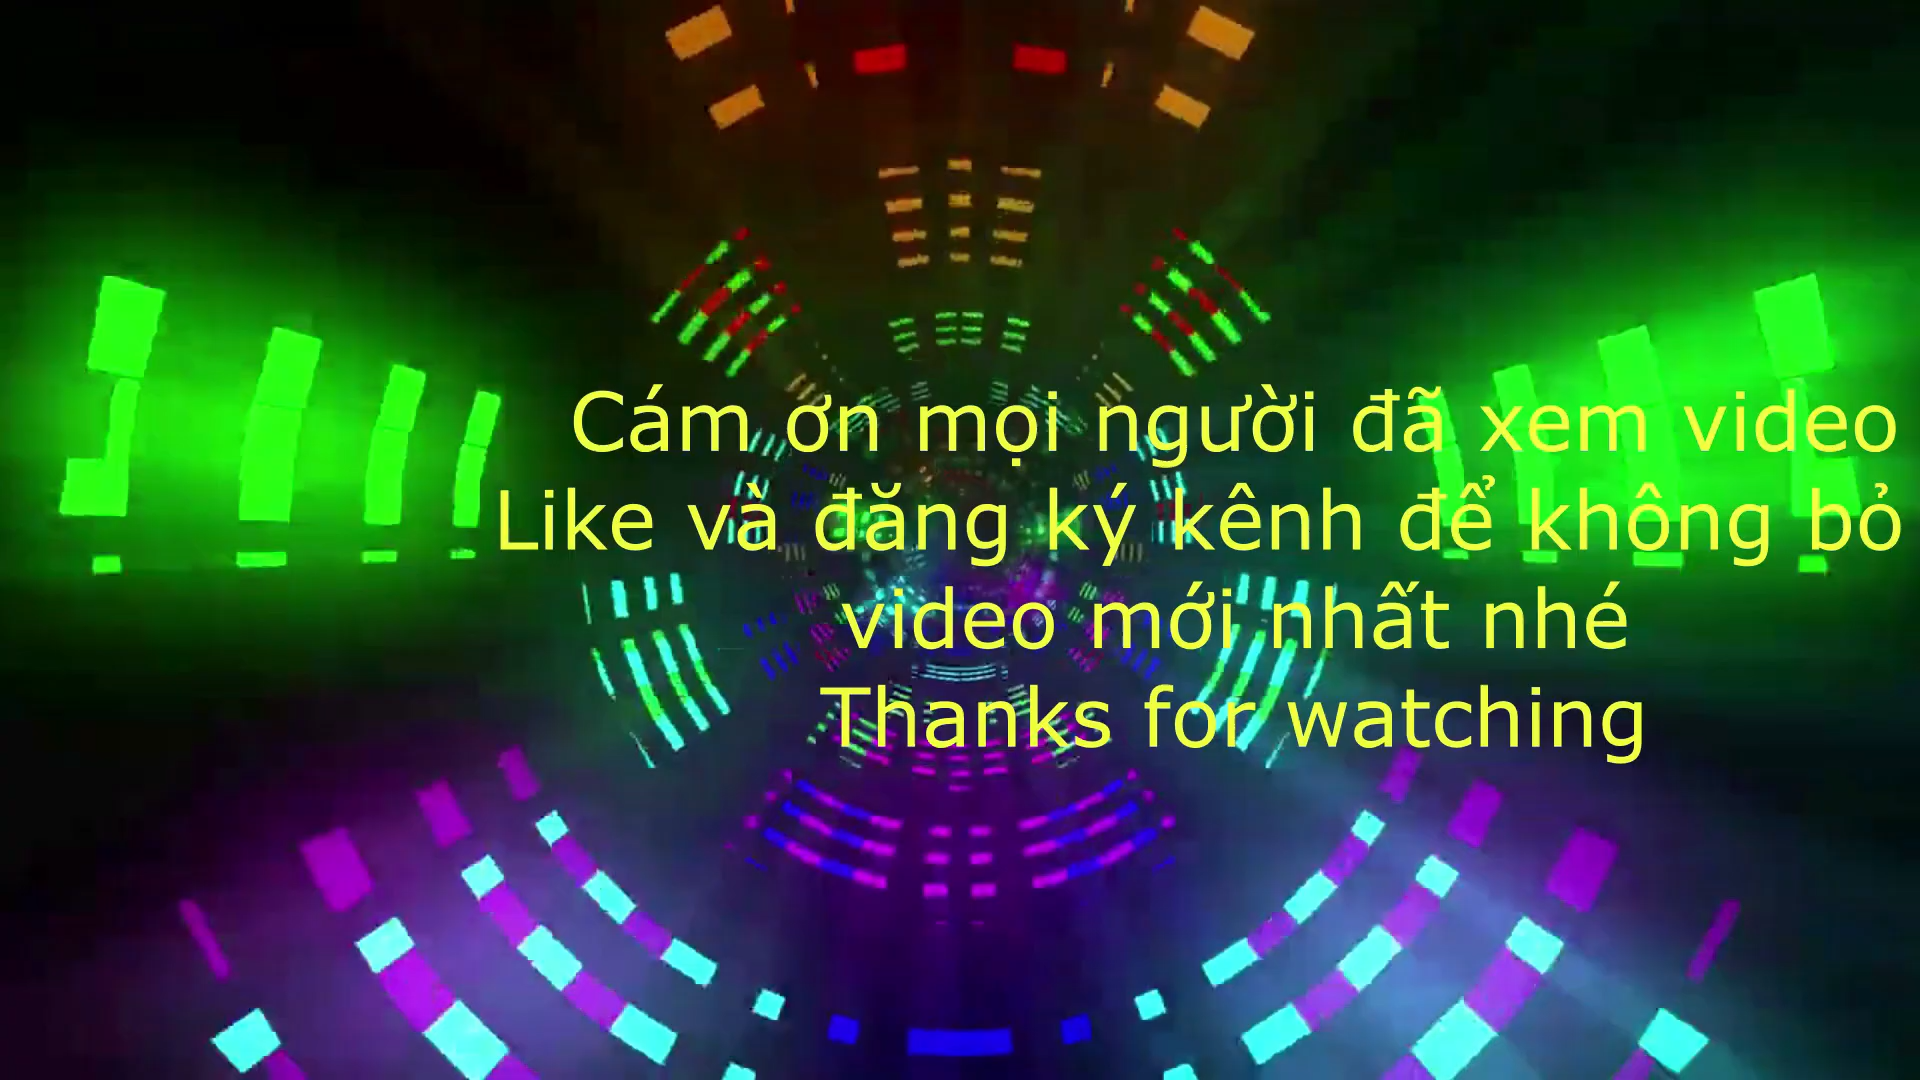 Cám ơn mọi người đã xem video
Like và đăng ký kênh để không bỏ
video mới nhất nhé
Thanks for watching